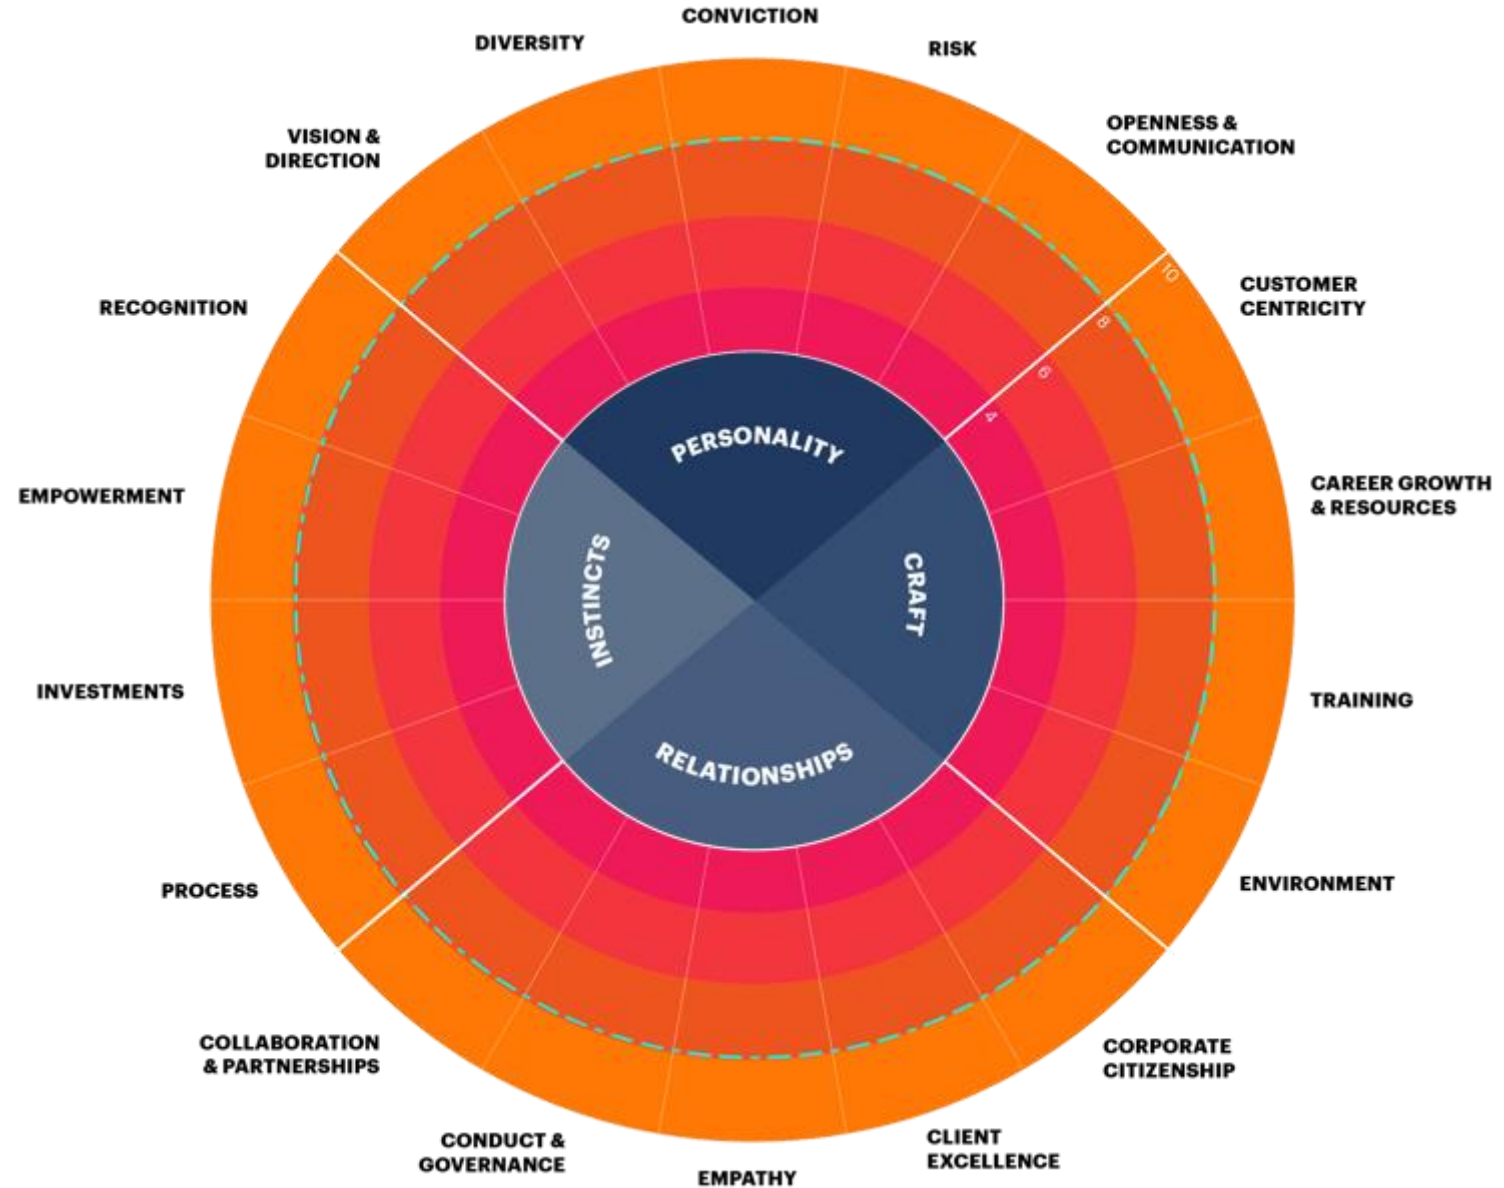 CONVICTION
DIVERSITY
RISK
VISION &
DIRECTION
OPENNESS &
COMMUNICATION
RECOGNITION
10
8
6
4
CUSTOMER
CENTRICITY
EMPOWERMENT
CAREER GROWTH
& RESOURCES
PERSONALITY
INSTINCTS
CRAFT
RELATIONSHIPS
INVESTMENTS
TRAINING
PROCESS
ENVIRONMENT
COLLABORATION
& PARTNERSHIPS
CORPORATE
CITIZENSHIP
CONDUCT &
GOVERNANCE
EMPATHY
CLIENT
EXCELLENCE